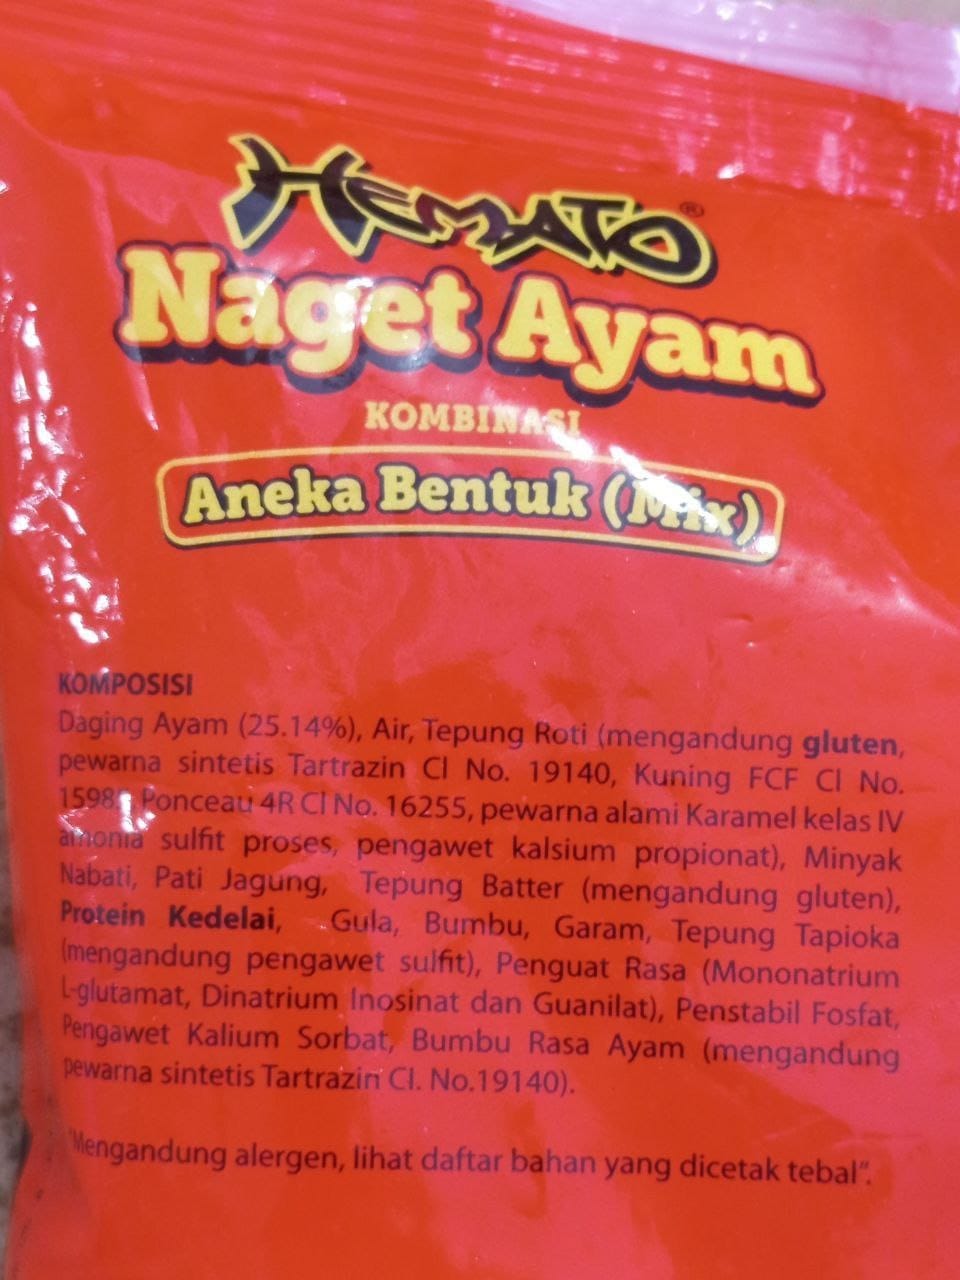 HEMATO®
Naget Ayam
KOMBINASI
Aneka Bentuk (Mix)
KOMPOSISI
Daging Ayam (25.14%), Air, Tepung Roti (mengandung gluten,
pewarna sintetis Tartrazin CI No. 19140, Kuning FCF CI No.
Ponceau 4R CI No. 16255, pewarna alami Karamel kelas IV
amonia sulfit proses, pengawet kalsium propionat), Minyak
Nabati, Pati Jagung, Tepung Batter (mengandung gluten),
Protein Kedelai, Gula, Bumbu, Garam, Tepung Tapioka
(mengandung pengawet sulfit), Penguat Rasa (Mononatrium
L-glutamat, Dinatrium Inosinat dan Guanilat), Penstabil Fosfat,
Pengawet Kalium Sorbat, Bumbu Rasa Ayam (mengandung
pewarna sintetis Tartrazin CI. No.19140).
"Mengandung alergen, lihat daftar bahan yang dicetak tebal".